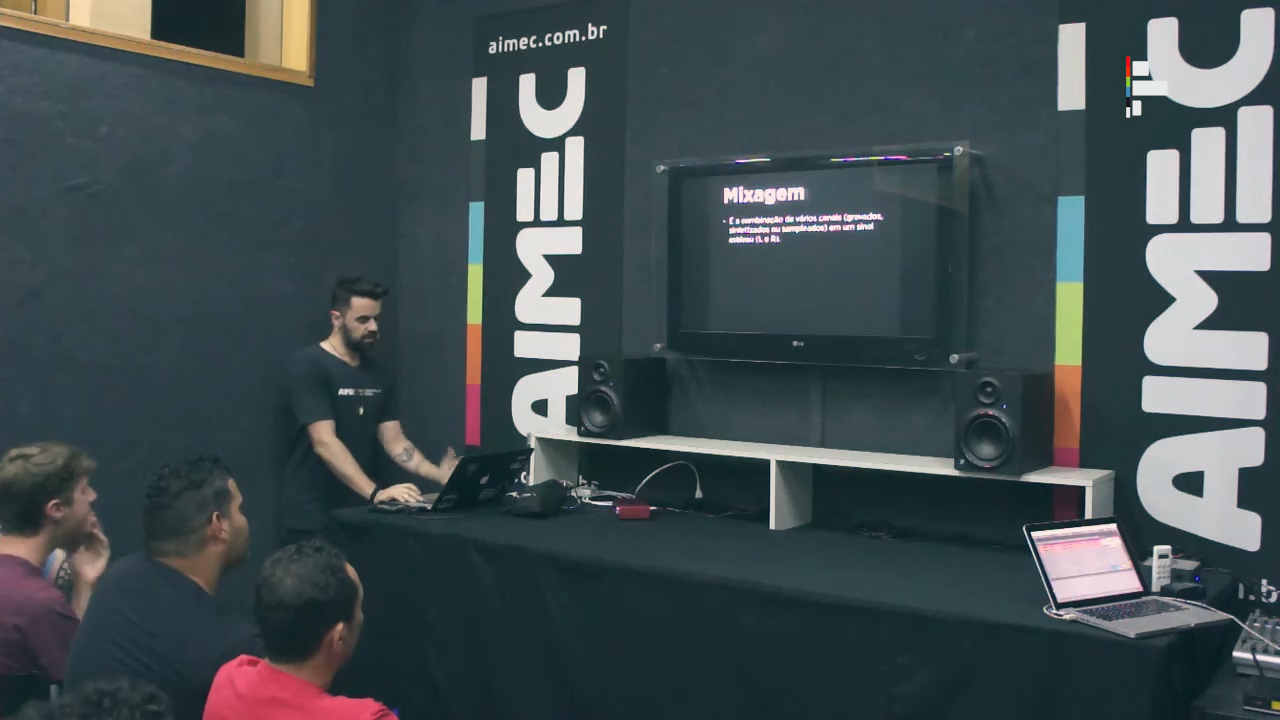 aimec.com.br
AIMEC
AIMEC
Mixagem
- É a combinação de vários canais (gravados,
sintetizados ou sampleados) em um sinal
estéreo (L e R).
LG